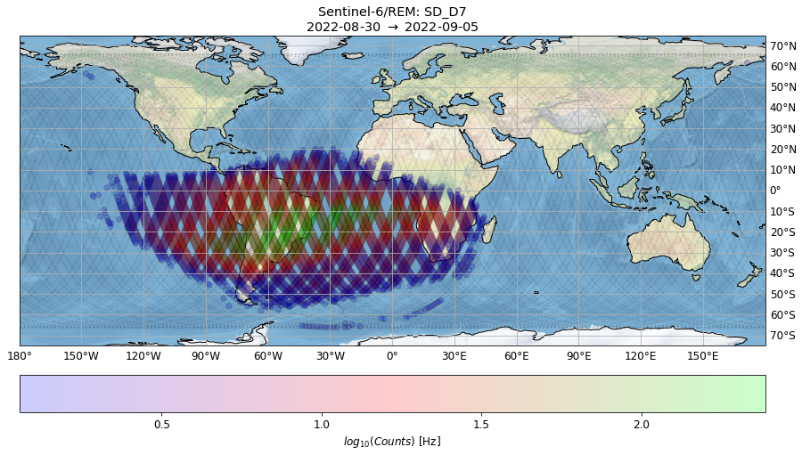 Sentinel-6/REM: SD_D7
2022-08-30 → 2022-09-05
70°N
60°N
50°N
40°N
30°N
20°N
10°N
0°
10°S
20°S
30°S
40°S
50°S
60°S
70°S
180° 150°W 120°W 90°W 60°W 30°W 0° 30°E 60°E 90°E 120°E 150°E
0.5 1.0 1.5 2.0
log10(Counts) [Hz]